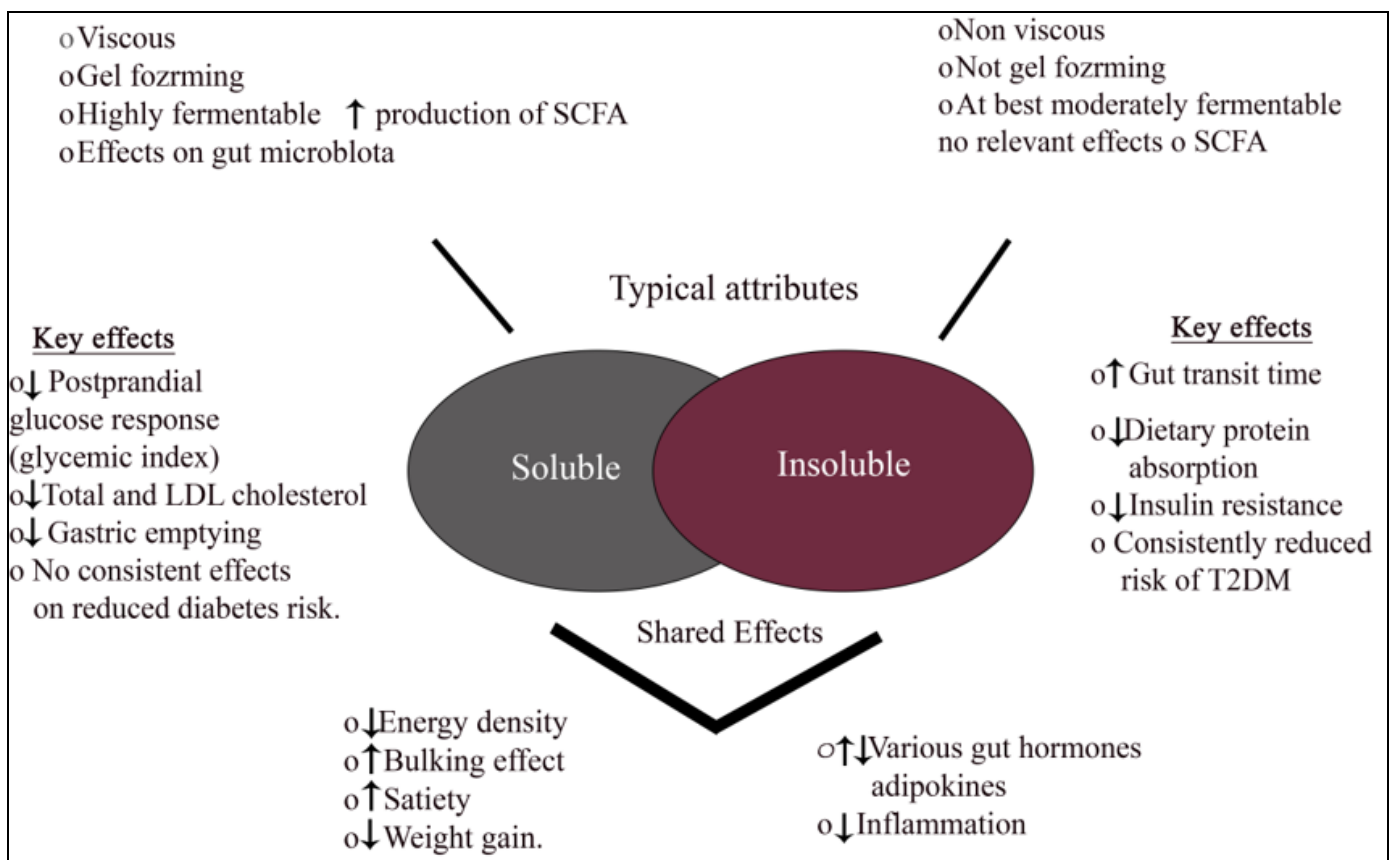 o Viscous
o Gel fozrming
o Highly fermentable ↑ production of SCFA
o Effects on gut microblota
o Non viscous
o Not gel fozrming
o At best moderately fermentable
no relevant effects o SCFA
Typical attributes
Key effects
o↓ Postprandial
glucose response
(glycemic index)
o↓ Total and LDL cholesterol
o↓ Gastric emptying
o No consistent effects
on reduced diabetes risk.
Soluble
Insoluble
Key effects
o↑ Gut transit time
o↓ Dietary protein
absorption
o↓ Insulin resistance
o Consistently reduced
risk of T2DM
Shared Effects
o↓ Energy density
o↑ Bulking effect
o↑ Satiety
o↓ Weight gain.
o↑↓ Various gut hormones
adipokines
o↓ Inflammation